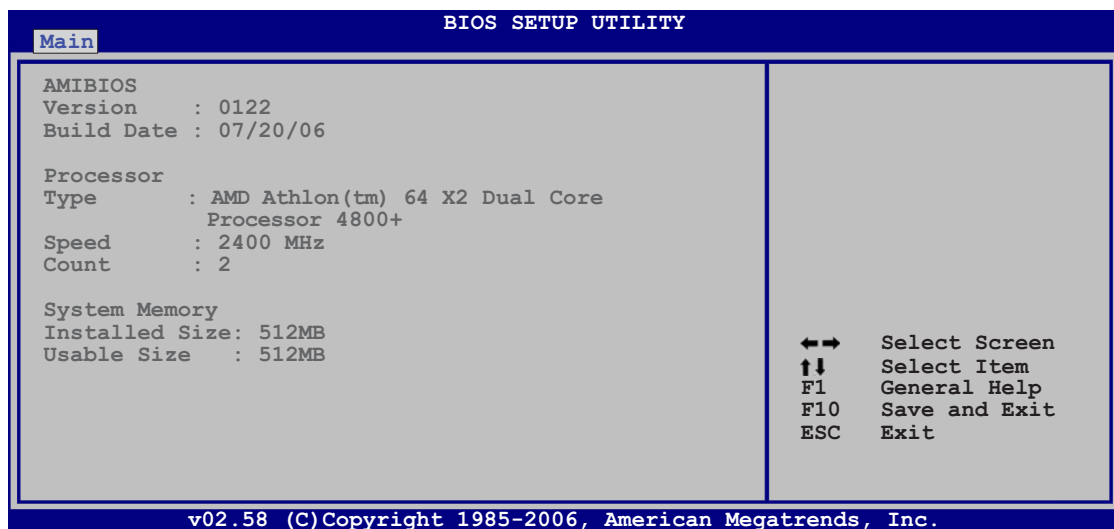 BIOS SETUP UTILITY
Main
AMIBIOS
Version : 0122
Build Date : 07/20/06
Processor
Type : AMD Athlon(tm) 64 X2 Dual Core
Processor 4800+
Speed : 2400 MHz
Count : 2
System Memory
Installed Size: 512MB
Usable Size : 512MB
←→ Select Screen
↑↓ Select Item
F1 General Help
F10 Save and Exit
ESC Exit
v02.58 (C)Copyright 1985-2006, American Megatrends, Inc.